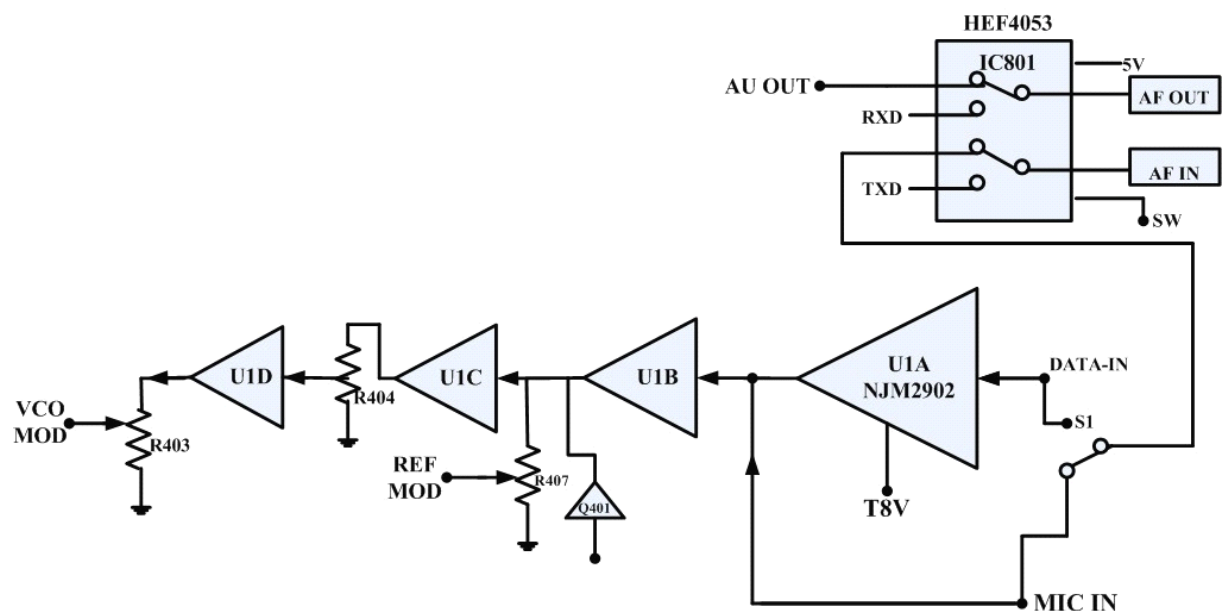 HEF4053
IC801
5V
AU OUT
AF OUT
RXD
AF IN
TXD
SW
U1A
NJM2902
DATA-IN
U1D
U1C
U1B
R404
S1
VCO
MOD
R403
REF
MOD
R407
Q401
T8V
MIC IN